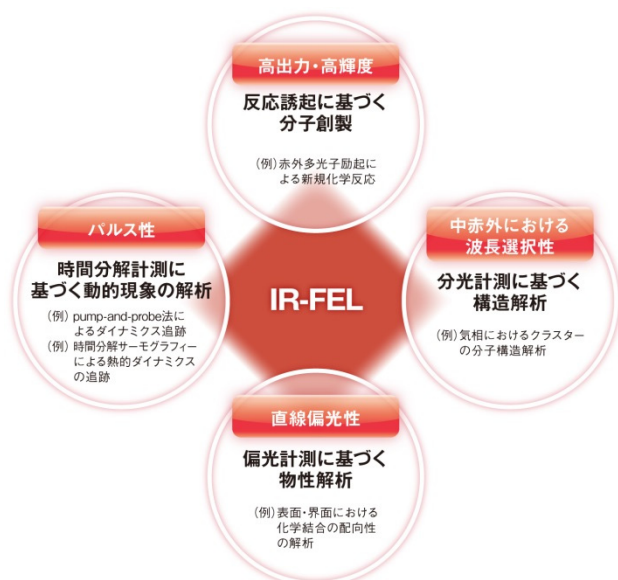 高出力・高輝度
反応誘起に基づく
分子創製
(例)赤外多光子励起に
よる新規化学反応
パルス性
時間分解計測に
基づく動的現象の解析
(例) pump-and-probe法に
よるダイナミクス追跡
(例) 時間分解サーモグラフィー
による熱的ダイナミクス
の追跡
IR-FEL
中赤外における
波長選択性
分光計測に基づく
構造解析
(例)気相におけるクラスター
の分子構造解析
直線偏光性
偏光計測に基づく
物性解析
(例)表面・界面における
化学結合の配向性
の解析